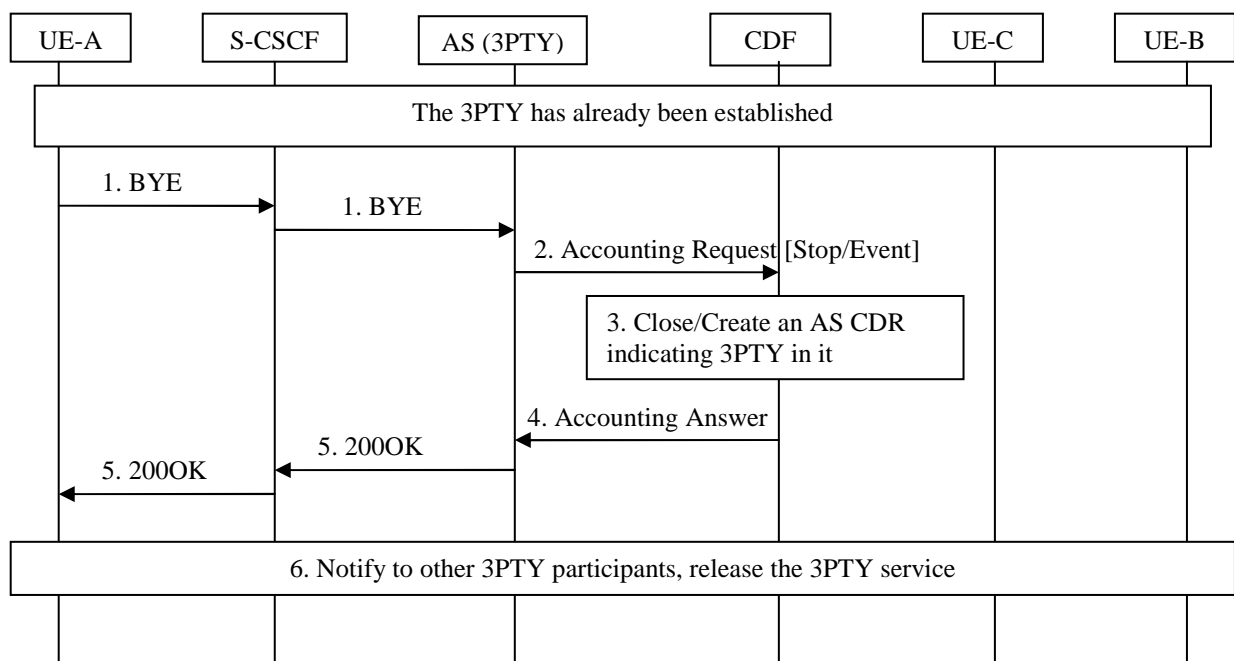 UE-A
S-CSCF
AS (3PTY)
CDF
UE-C
UE-B
The 3PTY has already been established
1. BYE
1. BYE
2. Accounting Request [Stop/Event]
3. Close/Create an AS CDR
indicating 3PTY in it
4. Accounting Answer
5. 200OK
5. 200OK
6. Notify to other 3PTY participants, release the 3PTY service